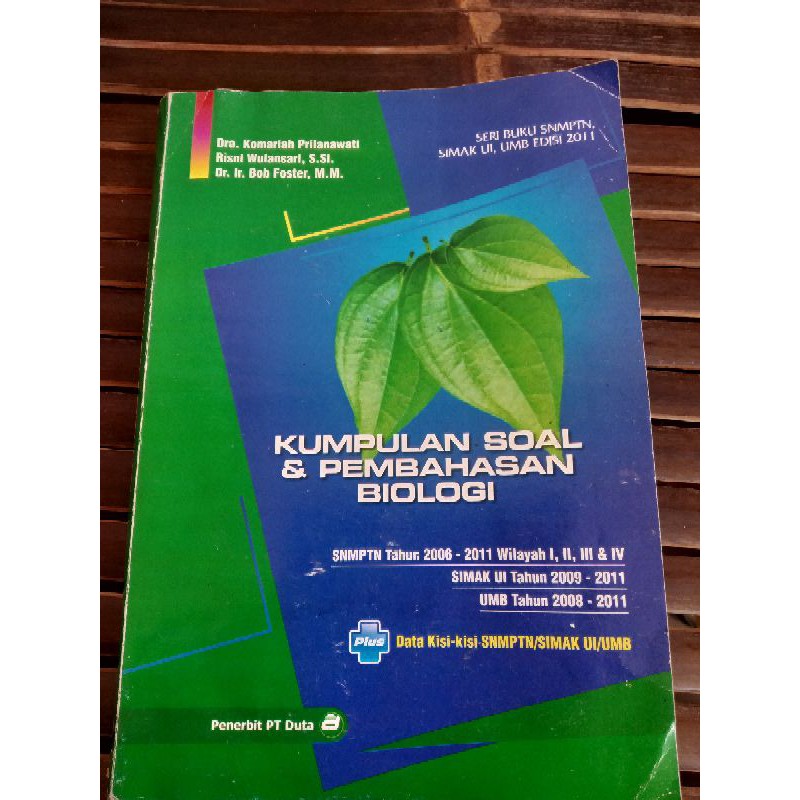 Dra. Komariah Prilanawati
Risni Wulansari, S.Si.
Dr. Ir. Bob Foster, M.M.
SERI BUKU SNMPTN,
SIMAK UI, UMB EDISI 2011
KUMPULAN SOAL
& PEMBAHASAN
BIOLOGI
SNMPTN Tahun 2006 - 2011 Wilayah I, II, III & IV
SIMAK UI Tahun 2009 - 2011
UMB Tahun 2008 - 2011
Plus Data Kisi-kisi SNMPTN/SIMAK UI/UMB
Penerbit PT Duta